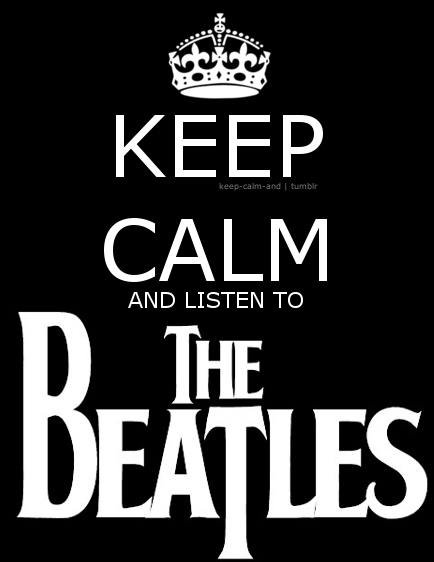 KEEP
keep-calm-and | tumblr
CALM
AND LISTEN TO
THE
BEATLES